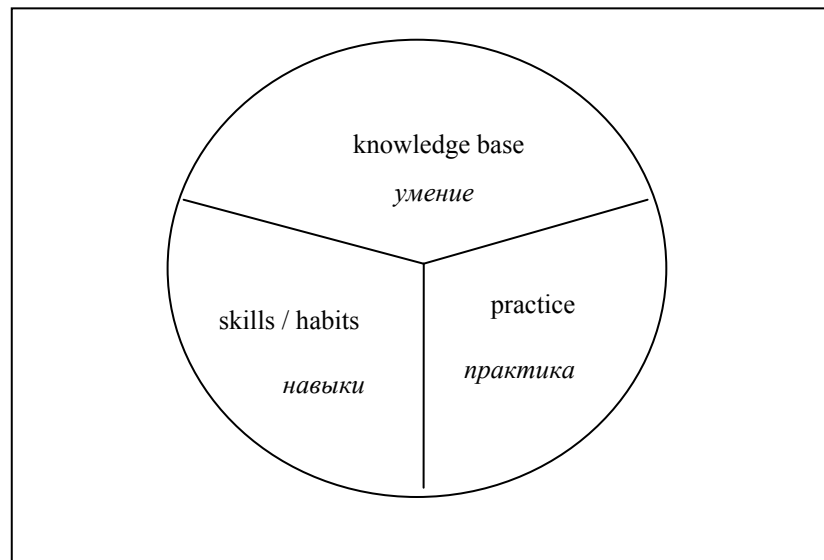 knowledge base
умение
skills / habits
навыки
practice
практика